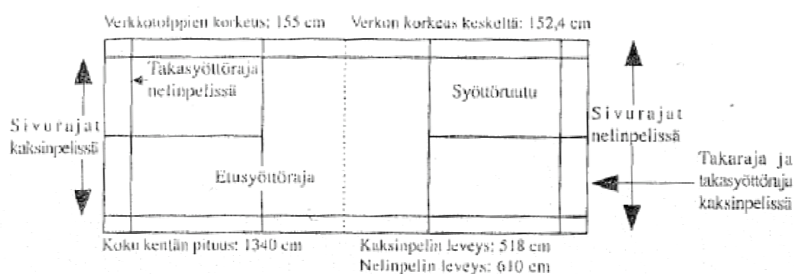 Verkkotolppien korkeus: 155 cm
Verkon korkeus keskeltä: 152,4 cm
Takasyöttöraja
nelinpelissä
Syöttöruutu
Sivurajat
kaksinpelissä
Sivurajat
nelinpelissä
Etusyöttöraja
Takaraja ja
takasyöttöraja
kaksinpelissä
Koko kentän pituus: 1340 cm
Kaksinpelin leveys: 518 cm
Nelinpelin leveys: 610 cm